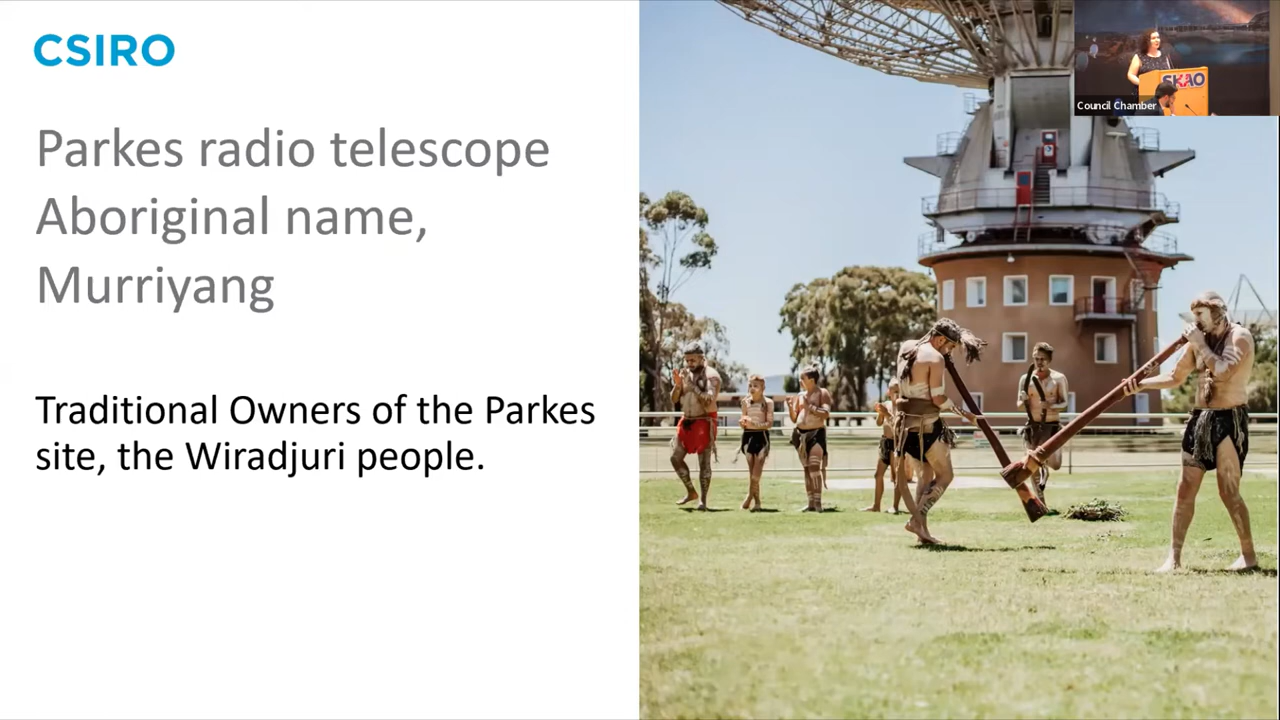 CSIRO
Parkes radio telescope
Aboriginal name,
Murriyang
Traditional Owners of the Parkes
site, the Wiradjuri people.
SKAO
Council Chamber